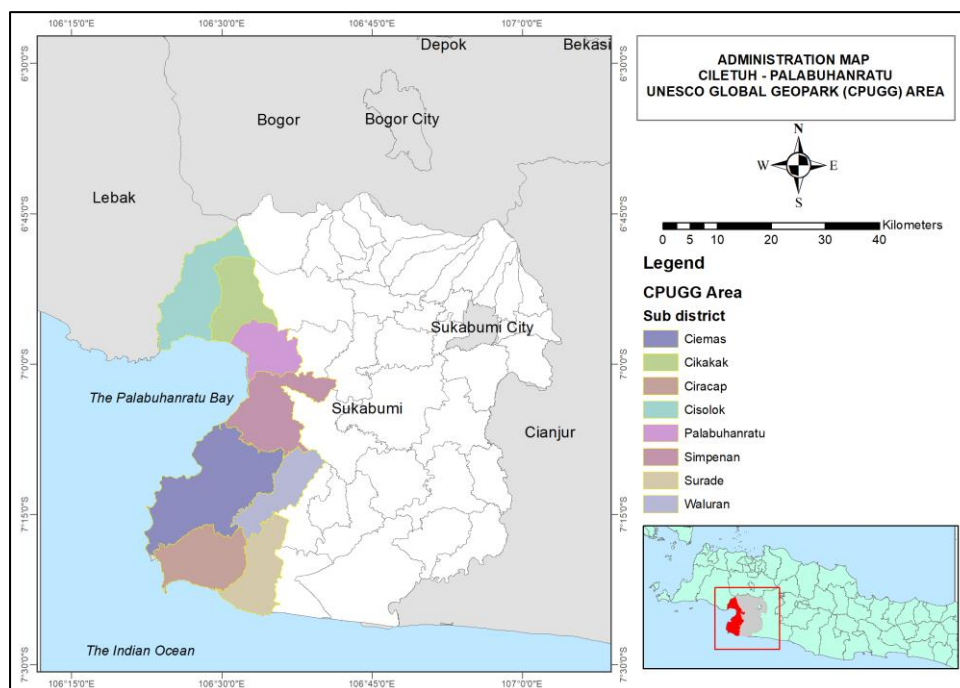 106°15'0"E 106°30'0"E 106°45'0"E 107°0'0"E
Depok
Bekasi
6°30'0"S
6°30'0"S
Bogor
Bogor City
Lebak
6°45'0"S
6°45'0"S
Sukabumi City
7°0'0"S
7°0'0"S
The Palabuhanratu Bay
Sukabumi
Cianjur
7°15'0"S
7°15'0"S
The Indian Ocean
7°30'0"S
7°30'0"S
106°15'0"E 106°30'0"E 106°45'0"E 107°0'0"E
ADMINISTRATION MAP
CILETUH - PALABUHANRATU
UNESCO GLOBAL GEOPARK (CPUGG) AREA
N
W E
S
Kilometers
0 5 10 20 30 40
Legend
CPUGG Area
Sub district
Ciemas
Cikakak
Ciracap
Cisolok
Palabuhanratu
Simpenan
Surade
Waluran